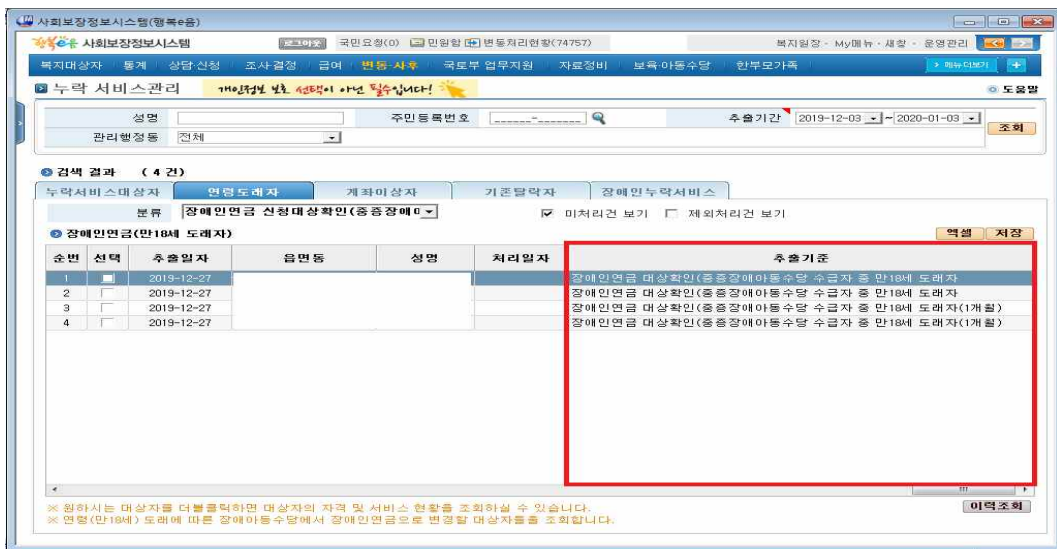 사회보장정보시스템(행복e음)
행복e음 사회보장정보시스템 로그아웃 국민요청(0) 민원함 변동처리현황(74757) 복지원장 · My메뉴 · 새창 · 운영관리
복지대상자 통계 상담·신청 조사·결정 급여 변동·사후 국토부 업무지원 자료정비 보육·아동수당 한부모가족 > 메뉴더보기 +
누락 서비스관리 개인정보 보호 선택이 아닌 필수입니다! 도움말
성명 주민등록번호 ______-_______ 추출기간 2019-12-03 ~ 2020-01-03 조회
관리행정동 전체
검색 결과 ( 4 건)
누락서비스대상자 연령도래자 계좌이상자 기존탈락자 장애인누락서비스
분류 장애인연금 신청대상확인(중증장애 미처리건 보기 제외처리건 보기
장애인연금(만18세 도래자) 엑셀 저장
순번 선택 추출일자 읍면동 성명 처리일자 추출기준
1 2019-12-27 장애인연금 대상확인(중증장애아동수당 수급자 중 만18세 도래자
2 2019-12-27 장애인연금 대상확인(중증장애아동수당 수급자 중 만18세 도래자
3 2019-12-27 장애인연금 대상확인(중증장애아동수당 수급자 중 만18세 도래자(1개월)
4 2019-12-27 장애인연금 대상확인(중증장애아동수당 수급자 중 만18세 도래자(1개월)
※ 원하시는 대상자를 더블클릭하면 대상자의 자격 및 서비스 현황을 조회하실 수 있습니다. 이력조회
※ 연령(만18세) 도래에 따른 장애아동수당에서 장애인연금으로 변경할 대상자들을 조회합니다.